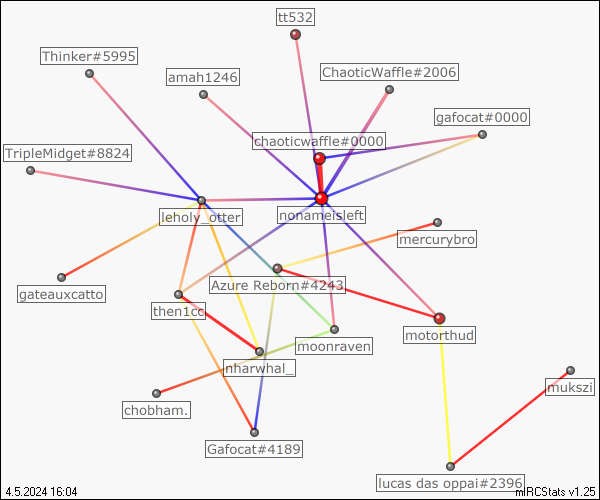 tt532
Thinker#5995
amah1246
ChaoticWaffle#2006
gafocat#0000
chaoticwaffle#0000
TripleMidget#8824
leholy_otter
nonameisleft
mercurybro
gateauxcatto
Azure Reborn#4243
then1cc
motorthud
moonraven
nharwhal_
mukszi
chobham.
Gafocat#4189
lucas das oppai#2396
4.5.2024 16:04
mIRCStats v1.25